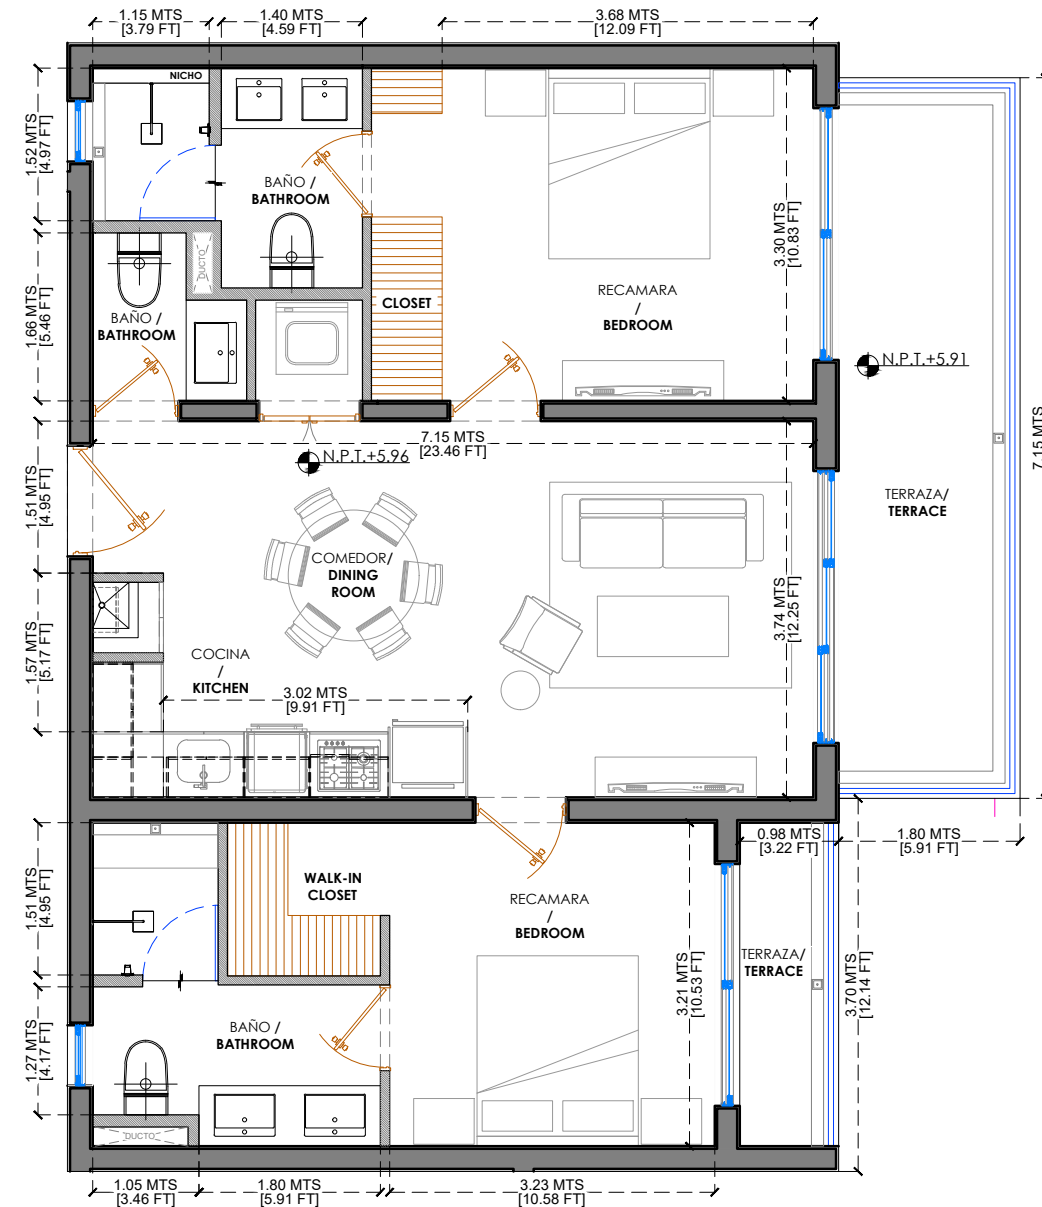 1.15 MTS
[3.79 FT]
1.40 MTS
[4.59 FT]
3.68 MTS
[12.09 FT]
NICHO
1.52 MTS
[4.97 FT]
BAÑO /
BATHROOM
DUCTO
3.30 MTS
[10.83 FT]
RECAMARA
/
BEDROOM
CLOSET
1.66 MTS
[5.46 FT]
BAÑO /
BATHROOM
N.P.T.+5.91
7.15 MTS
7.15 MTS
[23.46 FT]
N.P.T.+5.96
1.51 MTS
[4.95 FT]
TERRAZA/
TERRACE
COMEDOR/
DINING
ROOM
3.74 MTS
[12.25 FT]
1.57 MTS
[5.17 FT]
COCINA
/
KITCHEN
3.02 MTS
[9.91 FT]
0.98 MTS
[3.22 FT]
1.80 MTS
[5.91 FT]
1.51 MTS
[4.95 FT]
WALK-IN
CLOSET
RECAMARA
/
BEDROOM
TERRAZA/
TERRACE
3.21 MTS
[10.53 FT]
3.70 MTS
[12.14 FT]
1.27 MTS
[4.17 FT]
BAÑO /
BATHROOM
DUCTO
1.05 MTS
[3.46 FT]
1.80 MTS
[5.91 FT]
3.23 MTS
[10.58 FT]